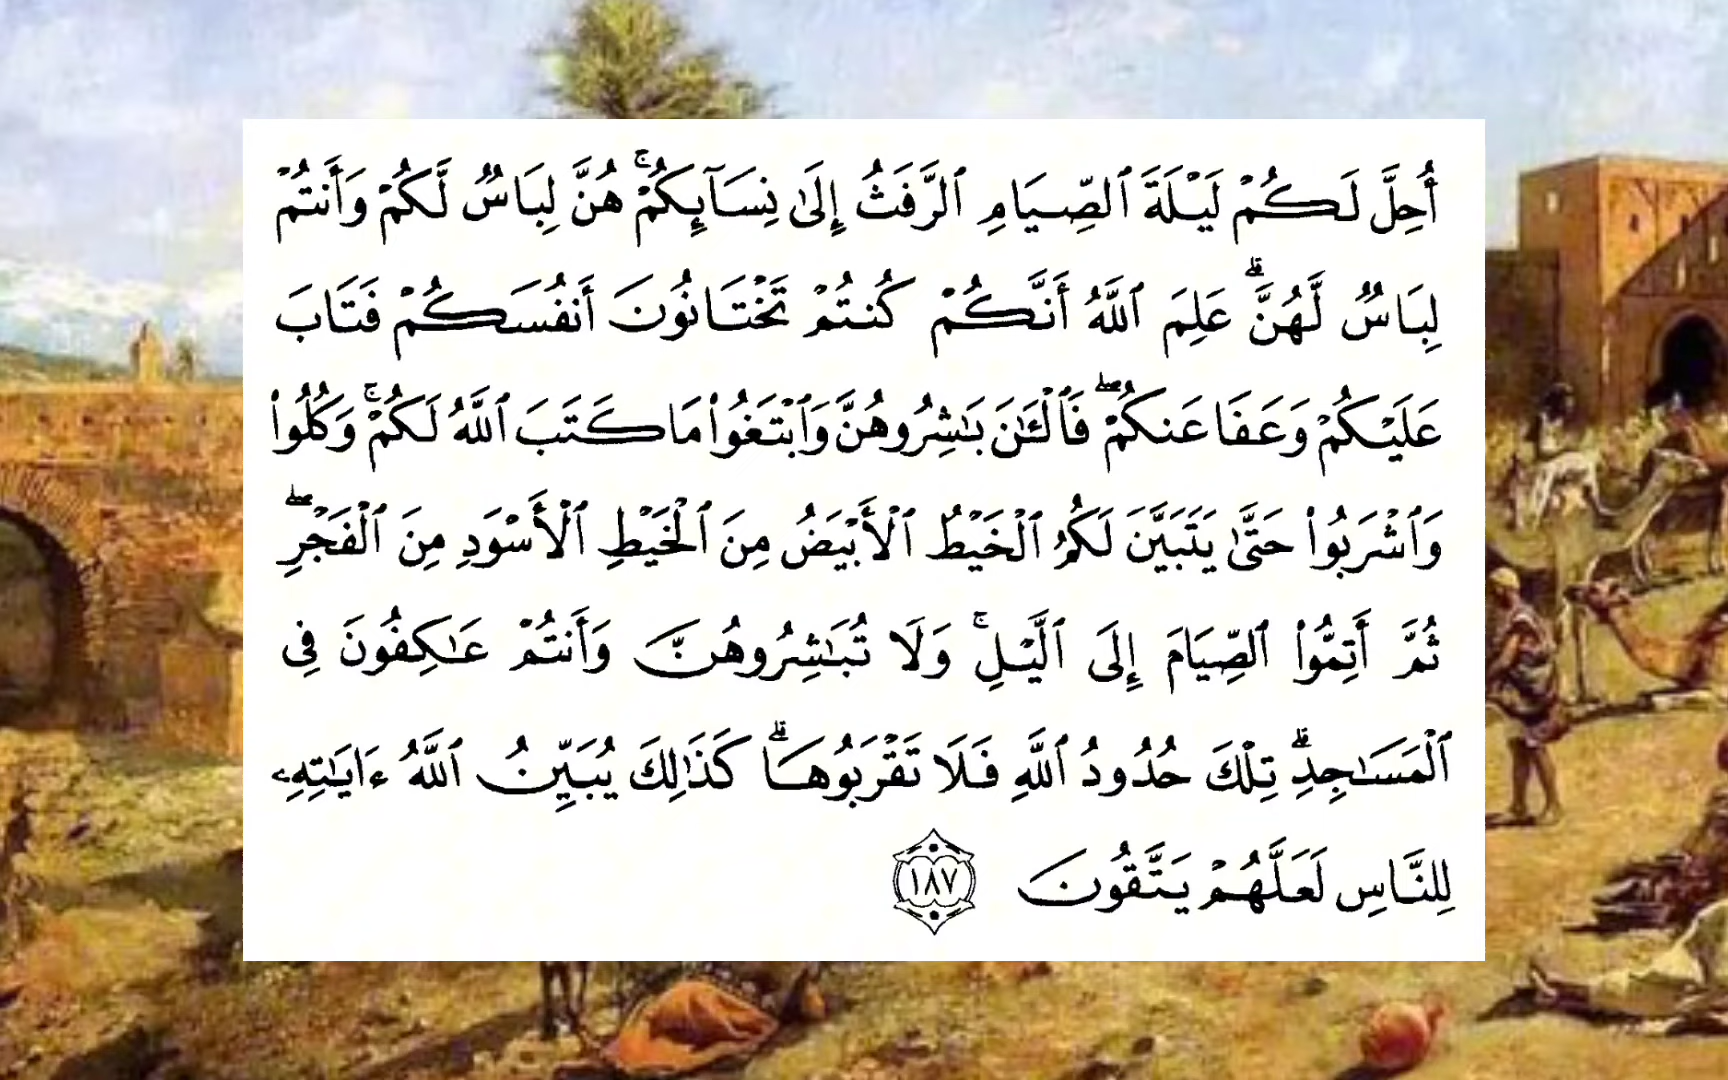 أُحِلَّ لَكُمْ لَيْلَةَ ٱلصِّيَامِ ٱلرَّفَثُ إِلَىٰ نِسَآئِكُمْ ۚ هُنَّ لِبَاسٌ لَّكُمْ وَأَنتُمْ
لِبَاسٌ لَّهُنَّ ۗ عَلِمَ ٱللَّهُ أَنَّكُمْ كُنتُمْ تَخْتَانُونَ أَنفُسَكُمْ فَتَابَ
عَلَيْكُمْ وَعَفَا عَنكُمْ ۖ فَٱلْـَٔـٰنَ بَـٰشِرُوهُنَّ وَٱبْتَغُوا۟ مَا كَتَبَ ٱللَّهُ لَكُمْ ۚ وَكُلُوا۟
وَٱشْرَبُوا۟ حَتَّىٰ يَتَبَيَّنَ لَكُمُ ٱلْخَيْطُ ٱلْأَبْيَضُ مِنَ ٱلْخَيْطِ ٱلْأَسْوَدِ مِنَ ٱلْفَجْرِ ۖ
ثُمَّ أَتِمُّوا۟ ٱلصِّيَامَ إِلَى ٱلَّيْلِ ۚ وَلَا تُبَـٰشِرُوهُنَّ وَأَنتُمْ عَـٰكِفُونَ فِى
ٱلْمَسَـٰجِدِ ۗ تِلْكَ حُدُودُ ٱللَّهِ فَلَا تَقْرَبُوهَا ۗ كَذَٰلِكَ يُبَيِّنُ ٱللَّهُ ءَايَـٰتِهِۦ
لِلنَّاسِ لَعَلَّهُمْ يَتَّقُونَ ١٨٧